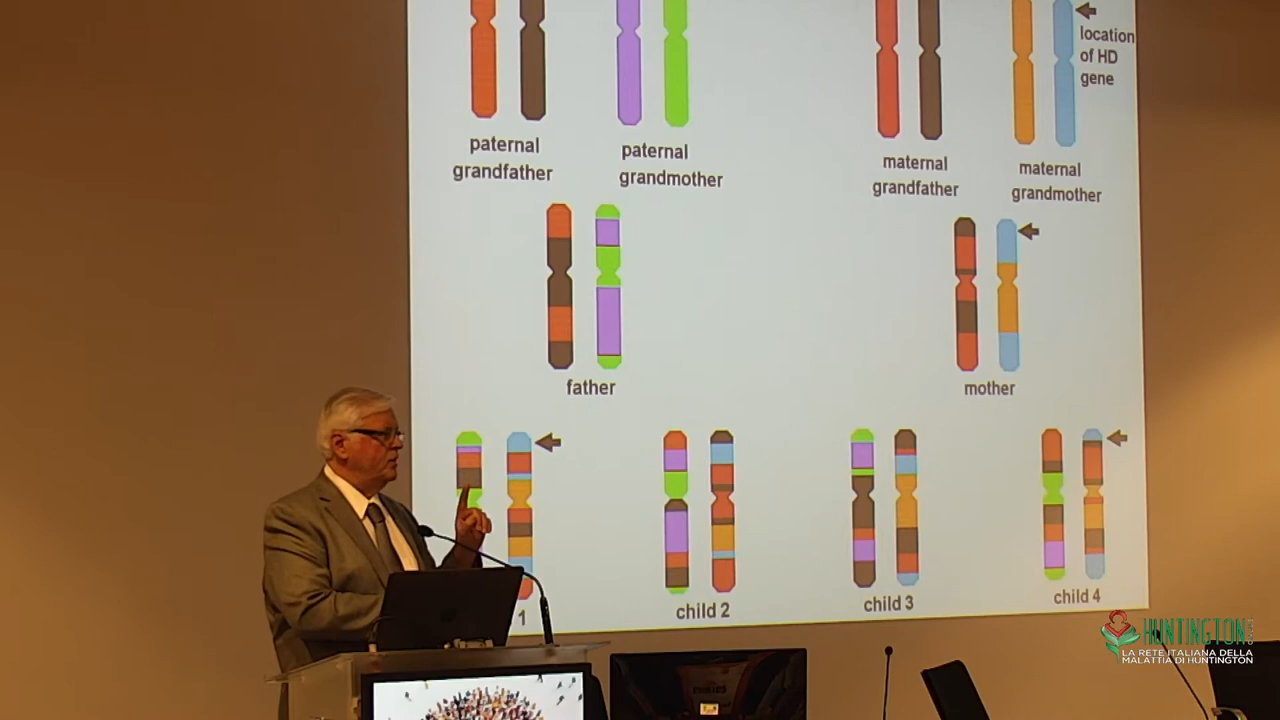 location
of HD
gene
paternal
grandfather
paternal
grandmother
maternal
grandfather
maternal
grandmother
father
mother
1
child 2
child 3
child 4
PHILIPS
HUNTINGTON
LA RETE ITALIANA DELLA
MALATTIA DI HUNTINGTON